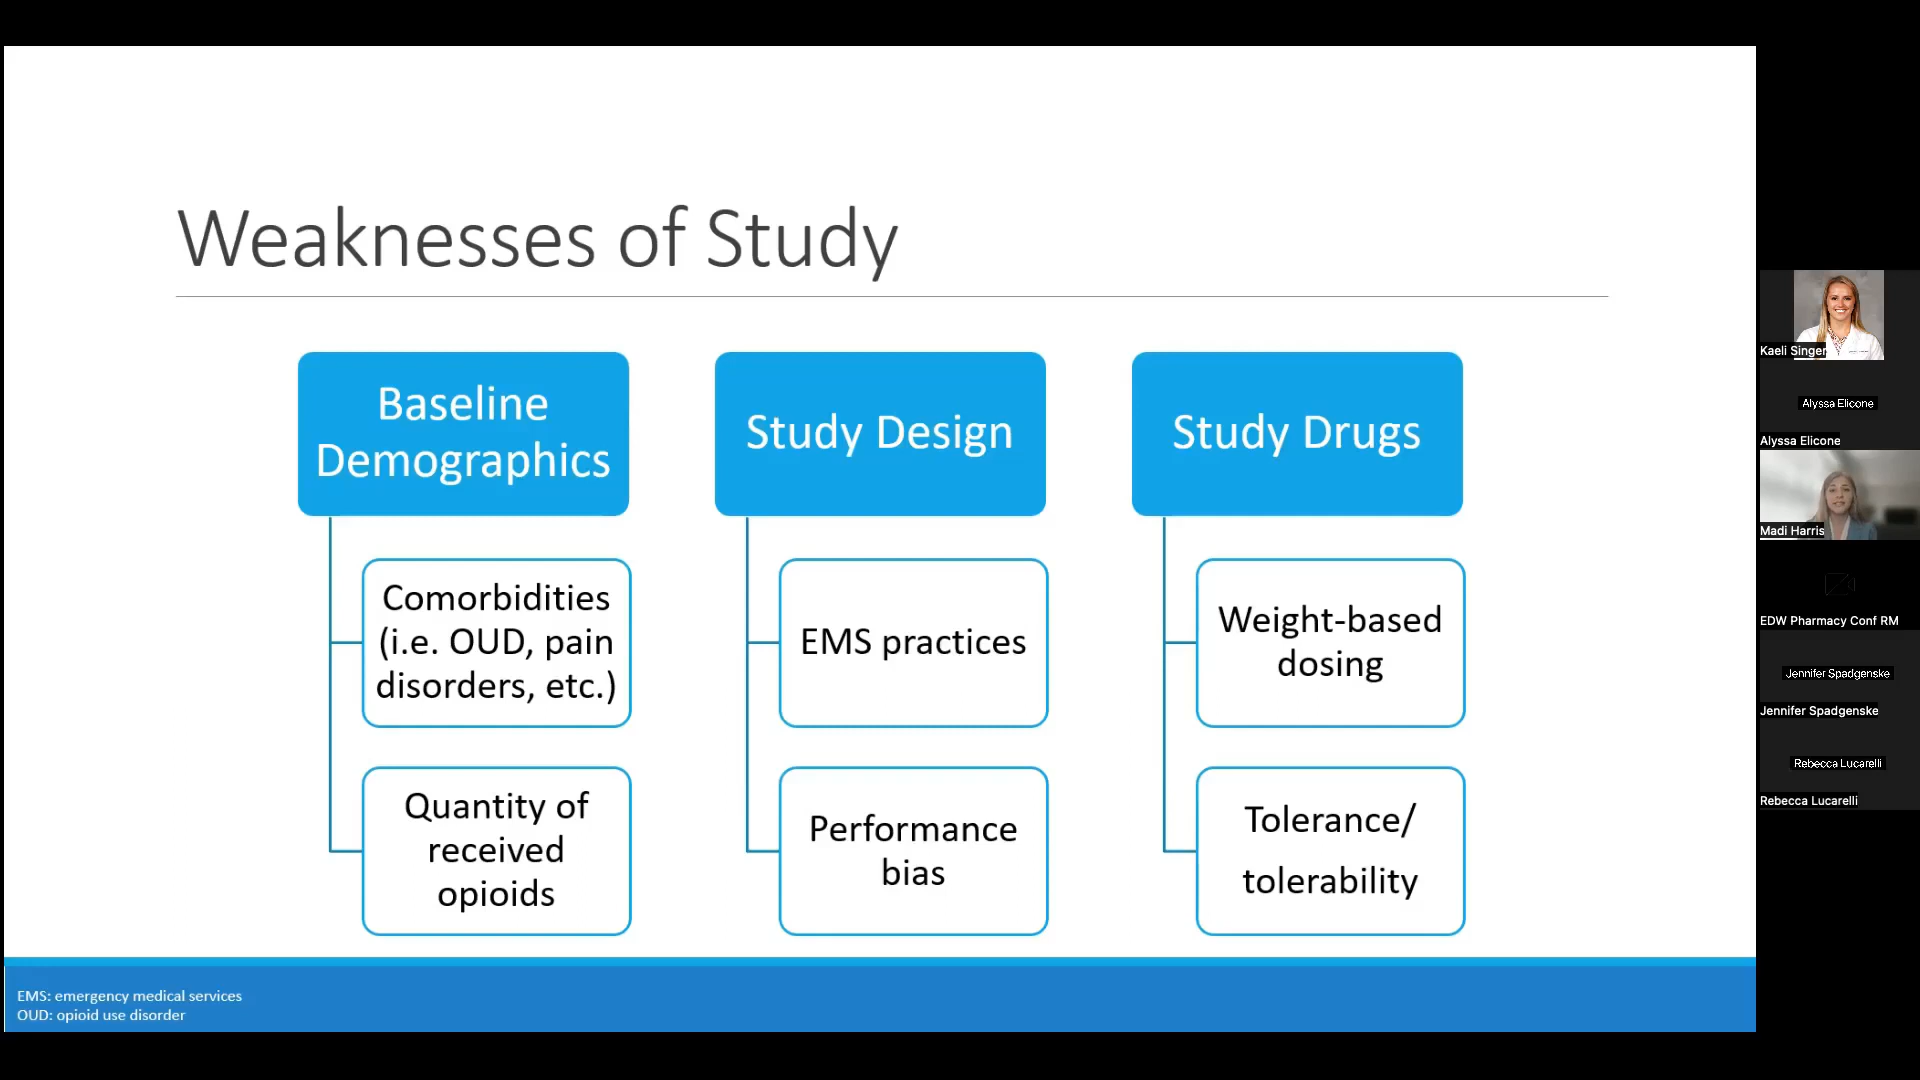 Weaknesses of Study
Baseline
Demographics
Comorbidities
(i.e. OUD, pain
disorders, etc.)
Quantity of
received
opioids
Study Design
EMS practices
Performance
bias
Study Drugs
Weight-based
dosing
Tolerance/
tolerability
EMS: emergency medical services
OUD: opioid use disorder
Kaeli Singer
Alyssa Elicone
Alyssa Elicone
Madi Harris
EDW Pharmacy Conf RM
Jennifer Spadgenske
Jennifer Spadgenske
Rebecca Lucarelli
Rebecca Lucarelli